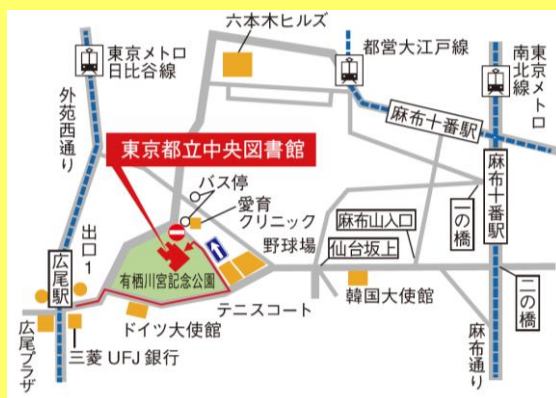 六本木ヒルズ
東京メトロ
日比谷線
都営大江戸線
東京メトロ
南北線
外苑西通り
麻布十番駅
東京都立中央図書館
バス停
愛育
クリニック
麻布山入口
一の橋
麻布十番駅
出口1
野球場
仙台坂上
広尾駅
有栖川宮記念公園
テニスコート
韓国大使館
二の橋
ドイツ大使館
麻布通り
広尾プラザ
三菱UFJ銀行